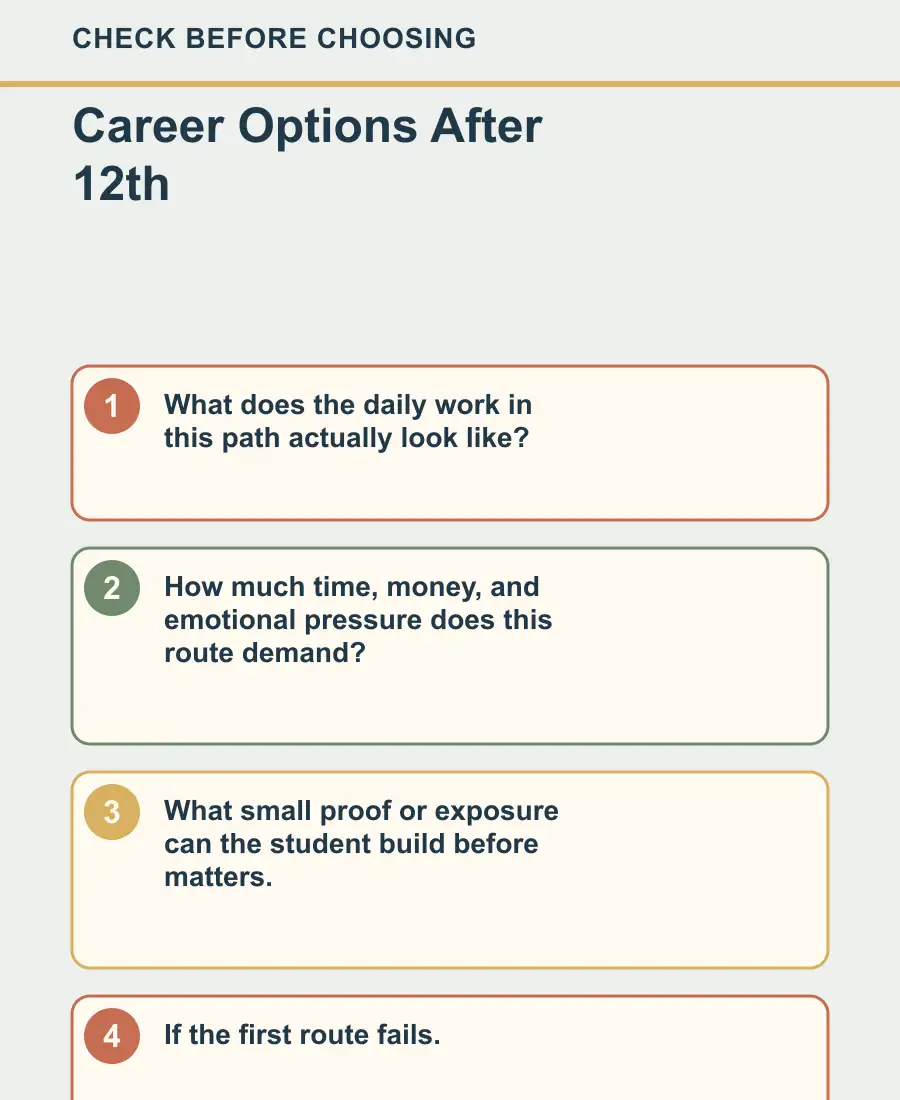 CHECK BEFORE CHOOSING
Career Options After
12th
1
What does the daily work in
this path actually look like?
2
How much time, money, and
emotional pressure does this
route demand?
3
What small proof or exposure
can the student build before
matters.
4
If the first route fails.